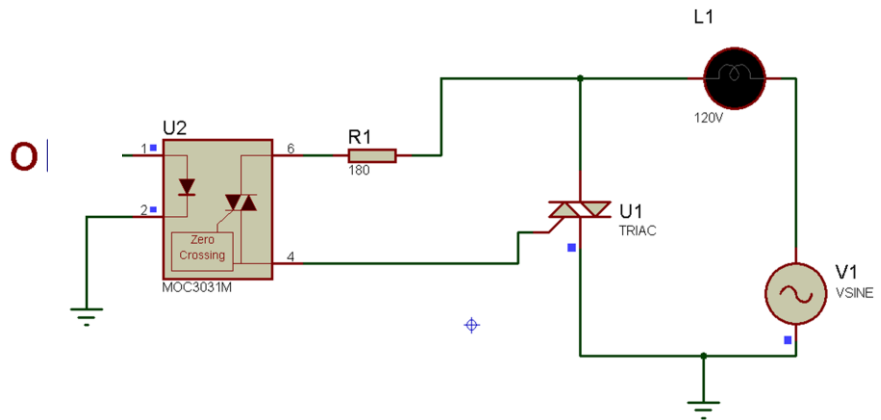 L1
120V
U2
R1
180
1
6
O
2
Zero
Crossing
4
MOC3031M
U1
TRIAC
V1
VSINE